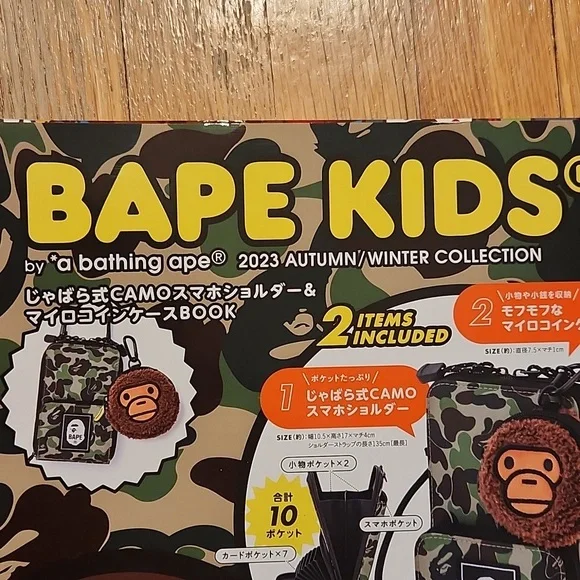 BAPE KIDS®
by *a bathing ape® 2023 AUTUMN/WINTER COLLECTION
じゃばら式CAMOスマホショルダー&
マイロコインケースBOOK
2 ITEMS
INCLUDED
2
小物や小銭を収納
モフモフな
マイロコイン
SIZE(約):直径7.5×マチ1cm
1
ポケットたっぷり
じゃばら式CAMO
スマホショルダー
SIZE(約):幅10.5×高さ17×マチ4cm
ショルダーストラップの長さ135cm[最長]
小物ポケット×2
合計
10
ポケット
スマホポケット
カードポケット×7
BAPE